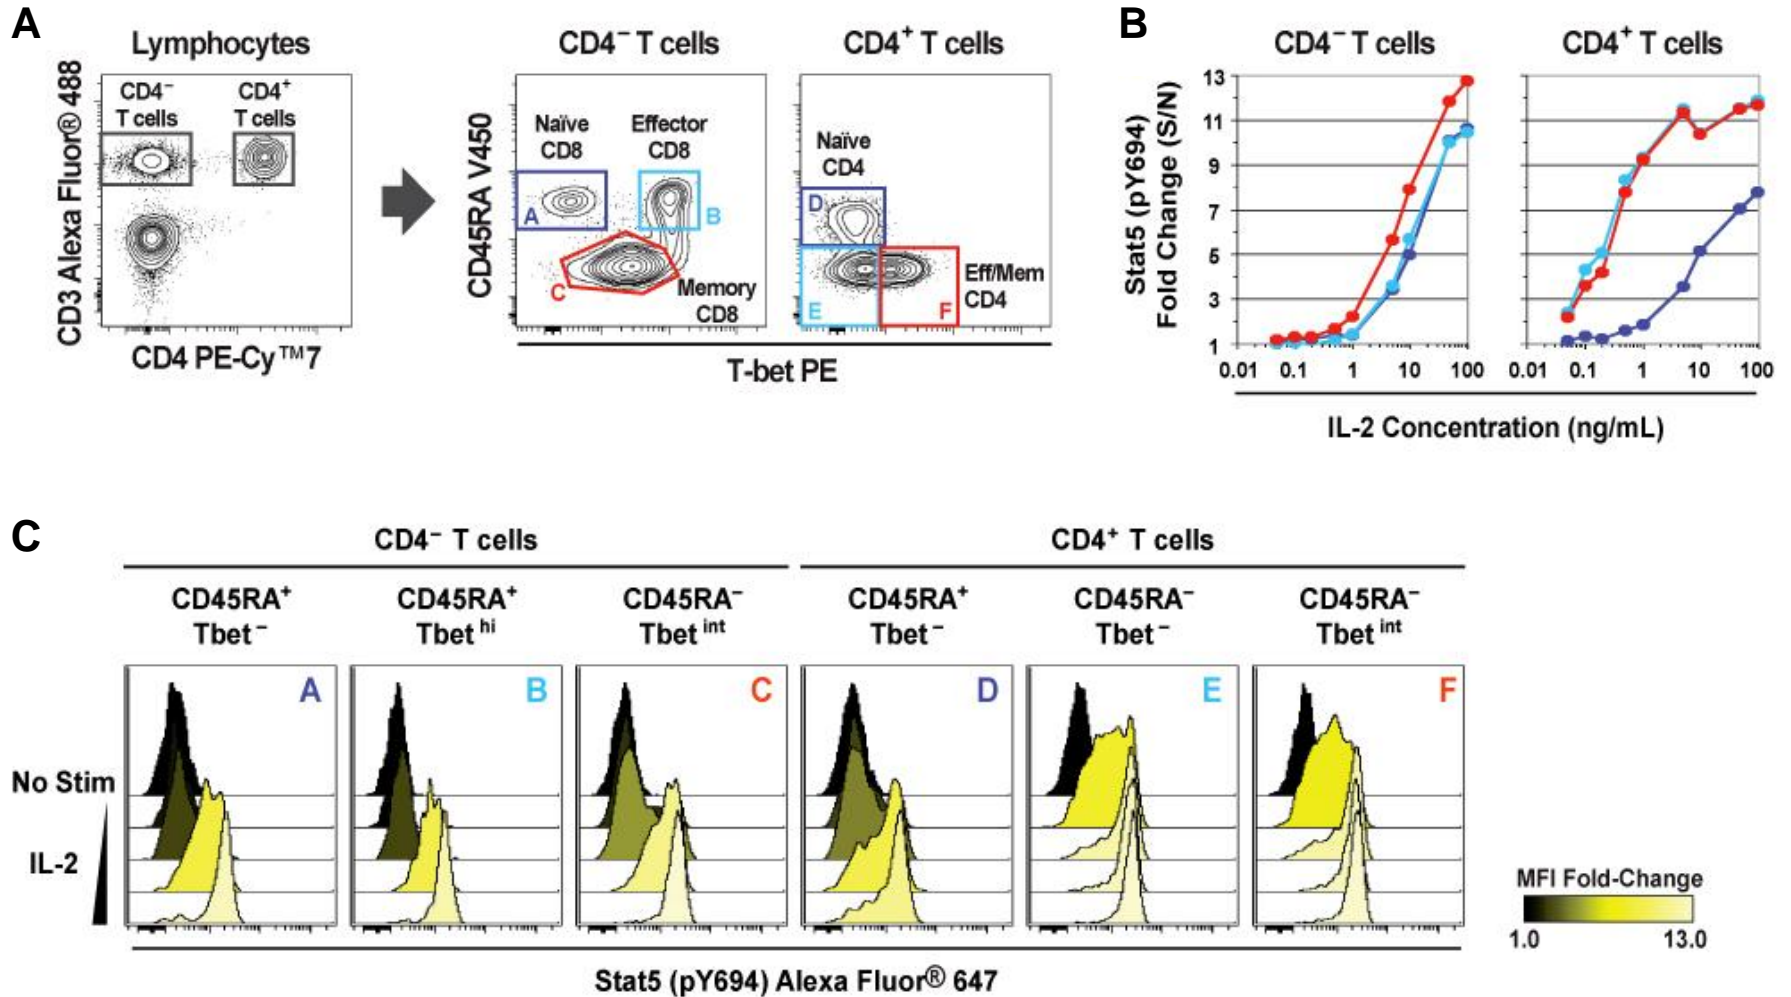 A
Lymphocytes
CD4⁻ T cells
CD4⁺ T cells
CD4⁻
T cells
CD4⁺
T cells
CD3 Alexa Fluor® 488
CD4 PE-Cy™7
CD45RA V450
Naïve
CD8
Effector
CD8
A
B
C
Memory
CD8
Naïve
CD4
D
E
F
Eff/Mem
CD4
T-bet PE
B
CD4⁻ T cells
CD4⁺ T cells
Stat5 (pY694)
Fold Change (S/N)
13
11
9
7
5
3
1
0.01 0.1 1 10 100
0.01 0.1 1 10 100
IL-2 Concentration (ng/mL)
C
CD4⁻ T cells
CD4⁺ T cells
CD45RA⁺
Tbet⁻
CD45RA⁺
Tbet hi
CD45RA⁻
Tbet int
CD45RA⁺
Tbet⁻
CD45RA⁻
Tbet⁻
CD45RA⁻
Tbet int
A
B
C
D
E
F
No Stim
IL-2
MFI Fold-Change
1.0 13.0
Stat5 (pY694) Alexa Fluor® 647